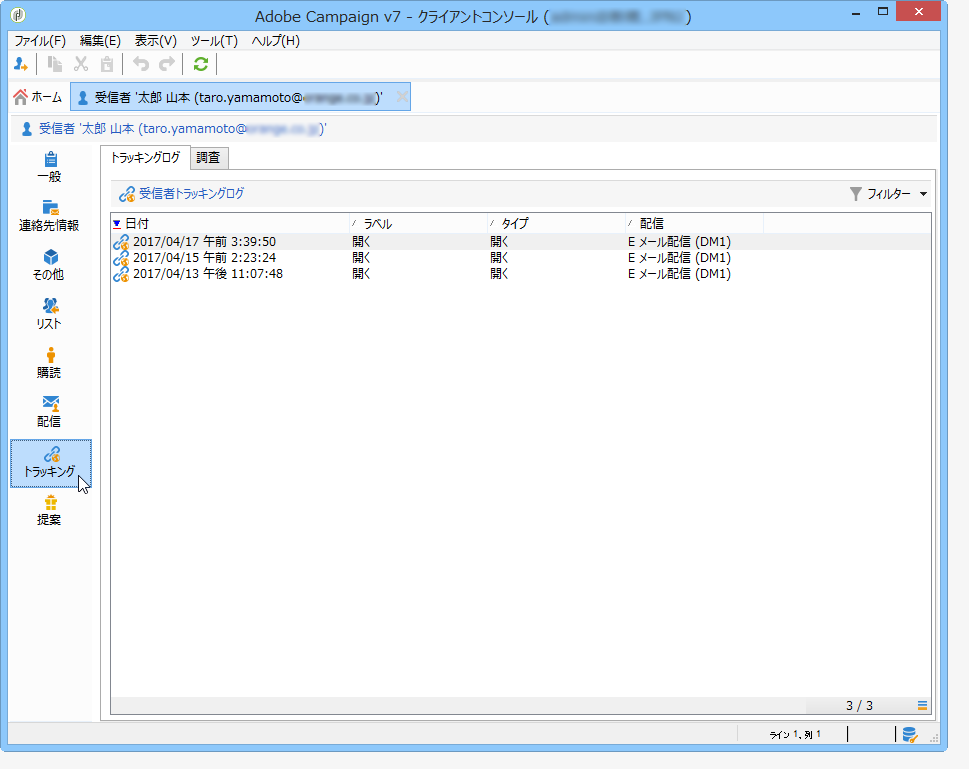 Adobe Campaign v7 - クライアントコンソール ( )
ファイル(F) 編集(E) 表示(V) ツール(T) ヘルプ(H)
ホーム 受信者 '太郎 山本 (taro.yamamoto@ )'
受信者 '太郎 山本 (taro.yamamoto@ )'
一般
連絡先情報
その他
リスト
購読
配信
トラッキング
提案
トラッキングログ 調査
受信者トラッキングログ フィルター
日付 ラベル タイプ 配信
2017/04/17 午前 3:39:50 開く 開く E メール配信 (DM1)
2017/04/15 午前 2:23:24 開く 開く E メール配信 (DM1)
2017/04/13 午後 11:07:48 開く 開く E メール配信 (DM1)
3 / 3
ライン 1, 列 1